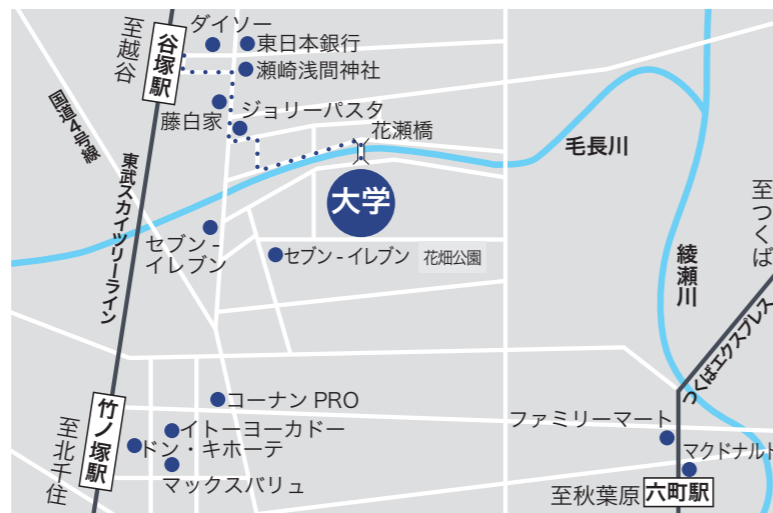 ダイソー
東日本銀行
瀬崎浅間神社
至越谷
谷塚駅
藤白家
ジョリーパスタ
花瀬橋
国道4号線
毛長川
東武スカイツリーライン
大学
至つくば
セブン-
イレブン
セブン-イレブン
花畑公園
綾瀬川
つくばエクスプレス
コーナン PRO
竹ノ塚駅
至北千住
イトーヨーカドー
ドン・キホーテ
マックスバリュ
ファミリーマート
マクドナルド
至秋葉原
六町駅